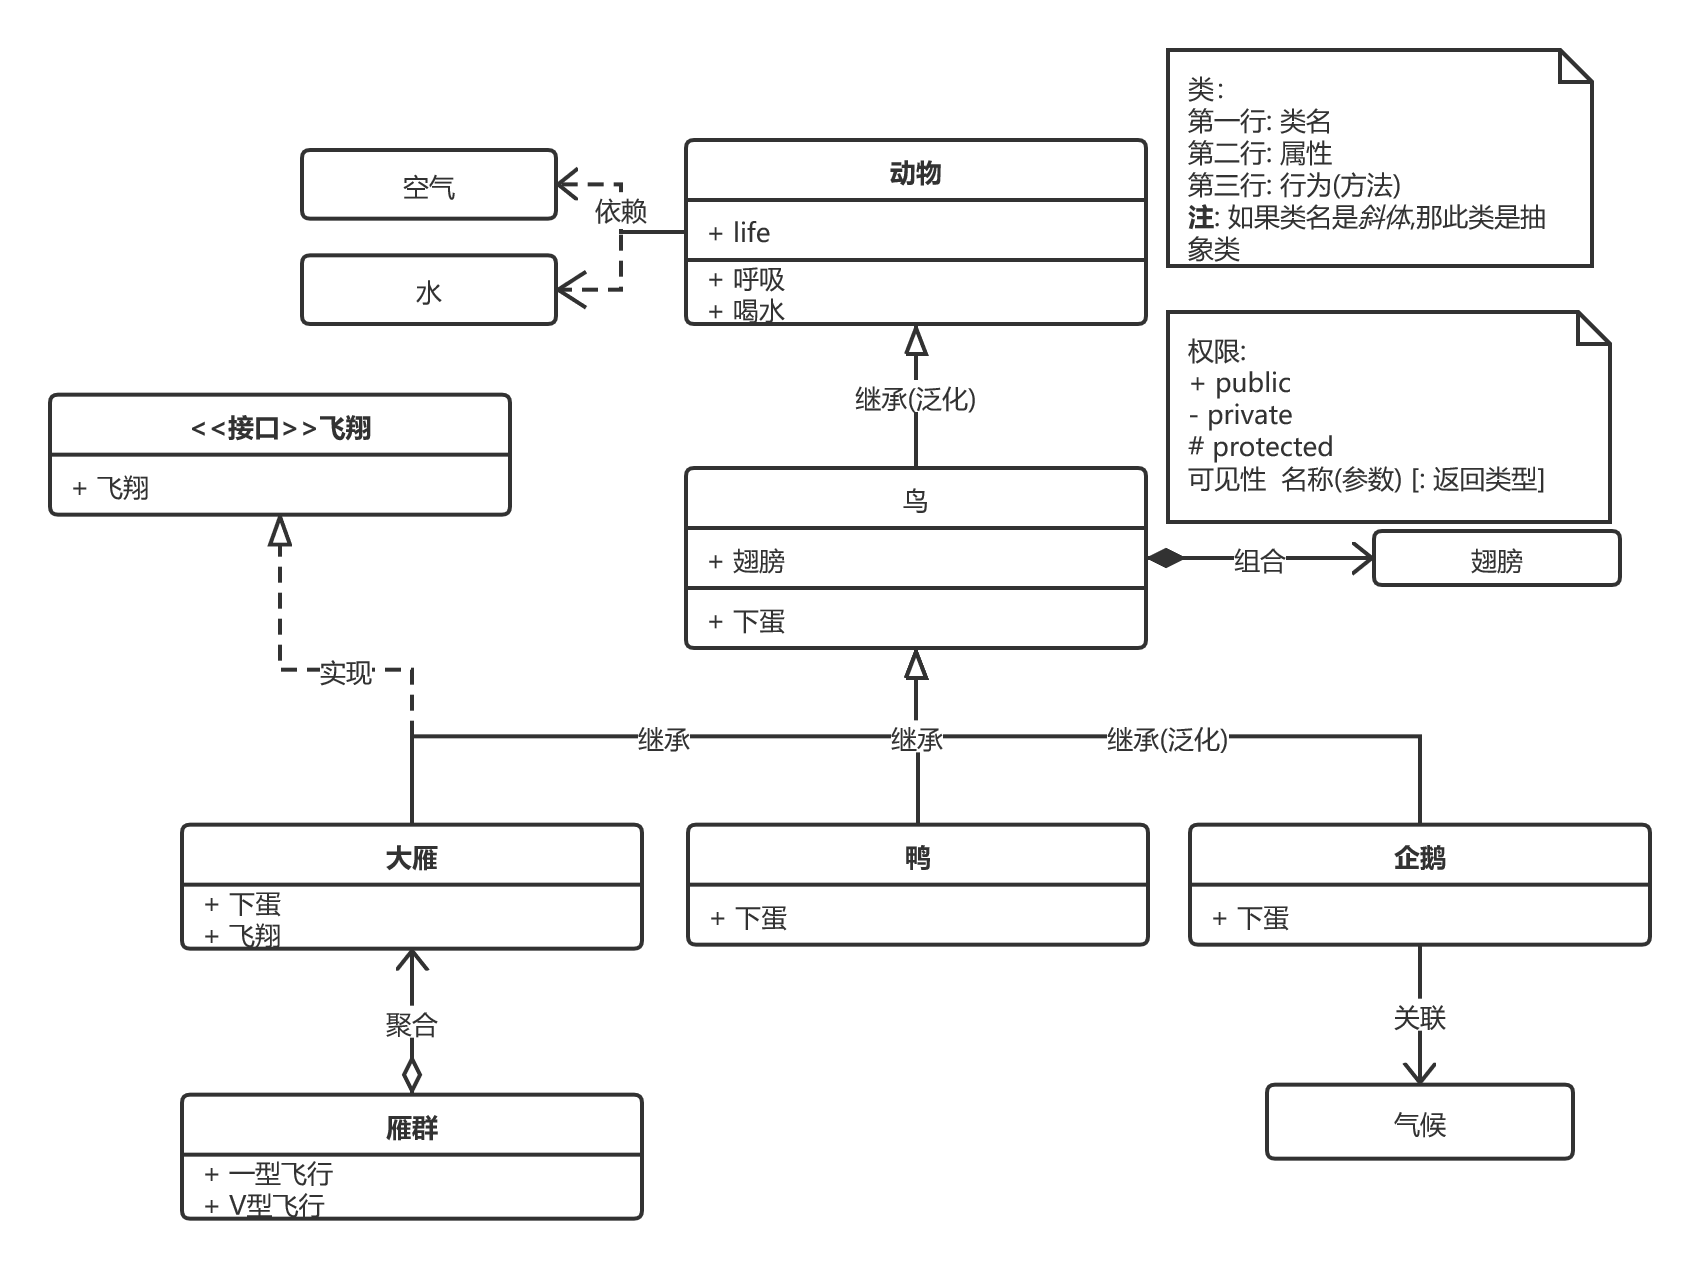 类:
第一行: 类名
第二行: 属性
第三行: 行为(方法)
注: 如果类名是斜体,那此类是抽
象类
空气
动物
依赖
+ life
水
+ 呼吸
+ 喝水
权限:
+ public
- private
# protected
可见性 名称(参数) [: 返回类型]
继承(泛化)
<<接口>>飞翔
+ 飞翔
鸟
+ 翅膀
组合
翅膀
+ 下蛋
实现
继承
继承
继承(泛化)
大雁
+ 下蛋
+ 飞翔
鸭
+ 下蛋
企鹅
+ 下蛋
聚合
关联
雁群
+ 一型飞行
+ V型飞行
气候